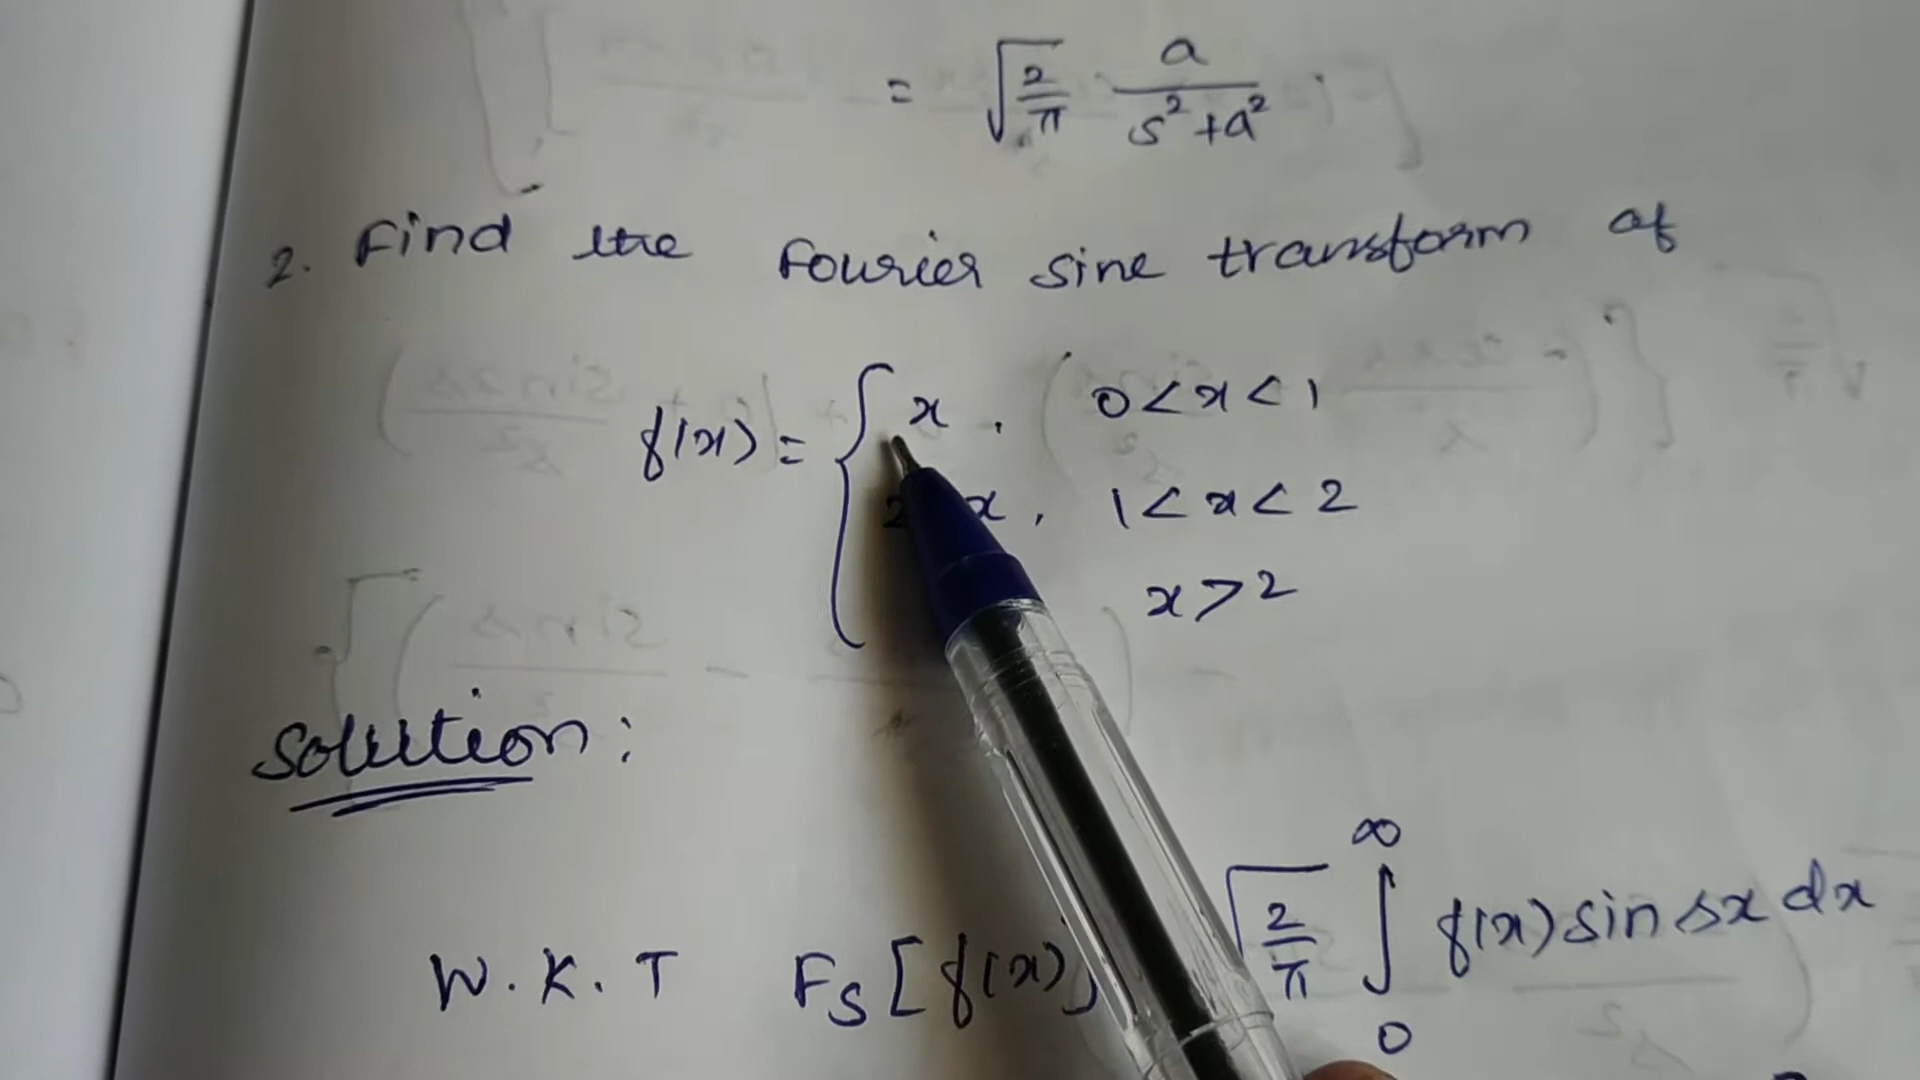 = √(2/π) · a/(s²+a²)
2. Find the Fourier sine transform of
f(x) = { x , 0<x<1
2 x , 1<x<2
x>2
Solution:
W.K.T Fs[f(x)] √(2/π) ∫₀^∞ f(x) sin sx dx